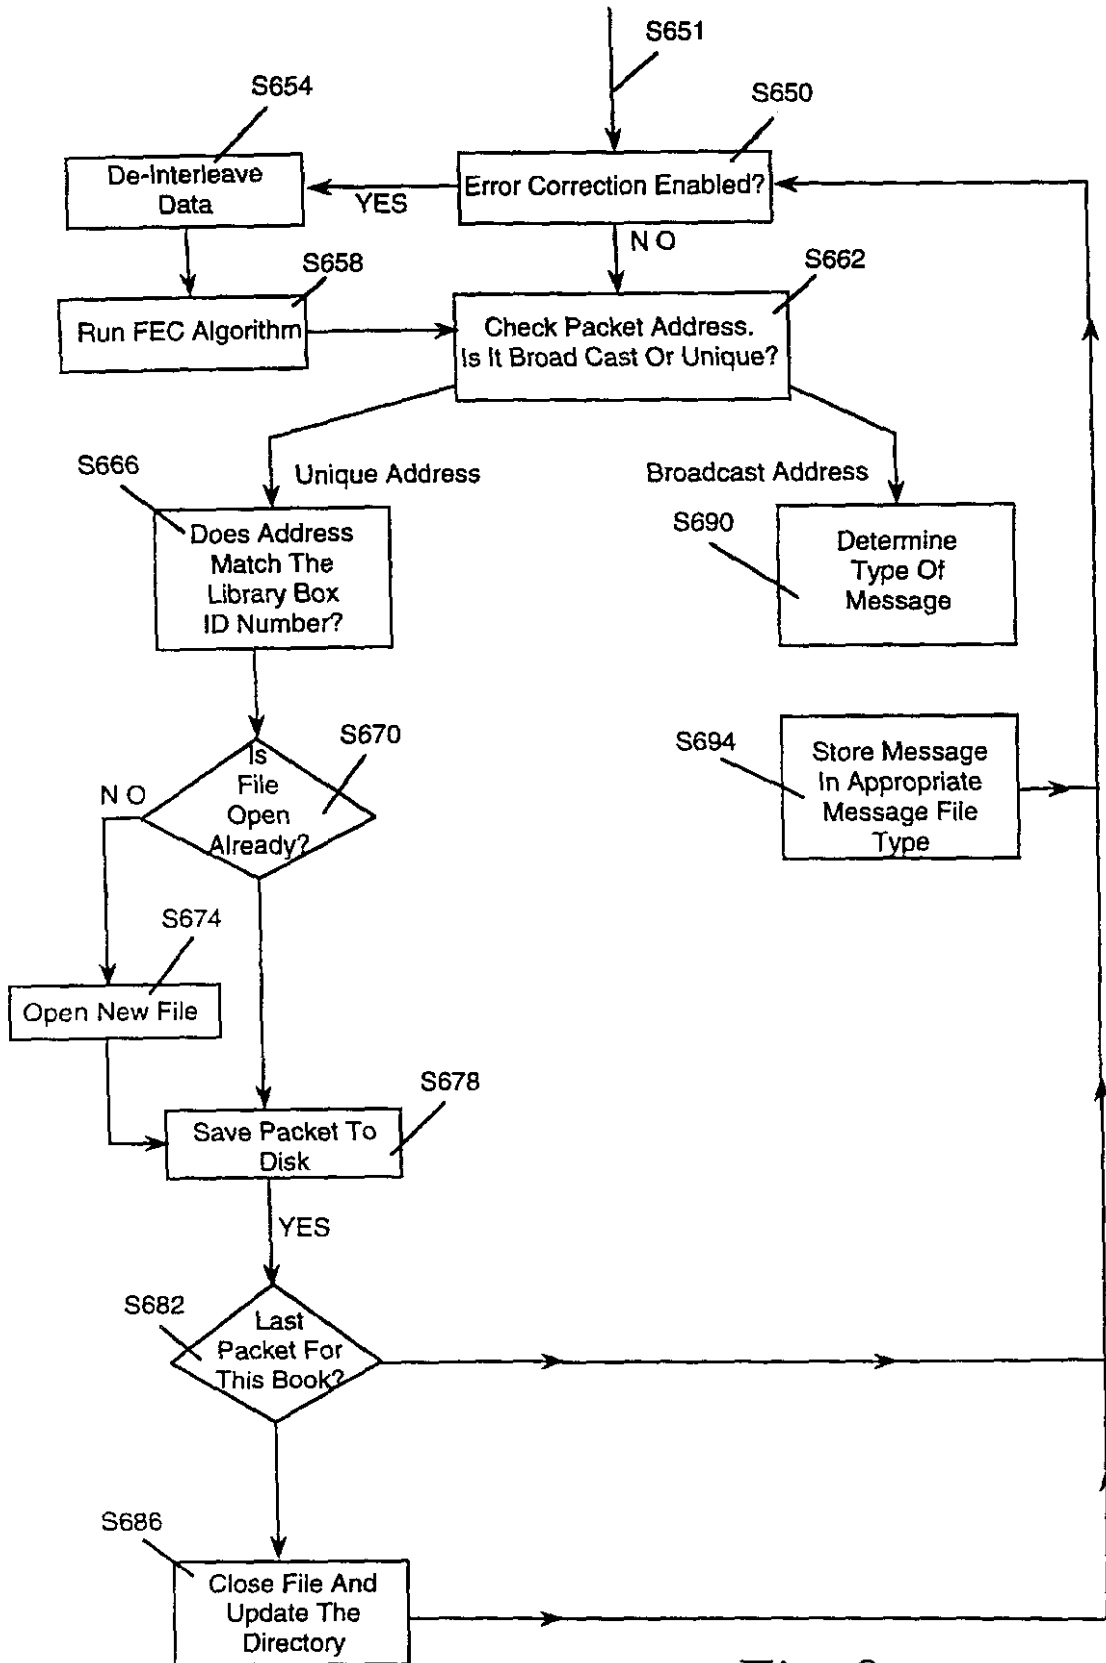 S651
S654
S650
De-Interleave
Data
YES
Error Correction Enabled?
N O
S658
S662
Run FEC Algorithm
Check Packet Address.
Is It Broad Cast Or Unique?
S666
Unique Address
Broadcast Address
S690
Does Address
Match The
Library Box
ID Number?
Determine
Type Of
Message
S670
S694
Is
File
Open
Already?
N O
Store Message
In Appropriate
Message File
Type
S674
Open New File
S678
Save Packet To
Disk
YES
S682
Last
Packet For
This Book?
S686
Close File And
Update The
Directory